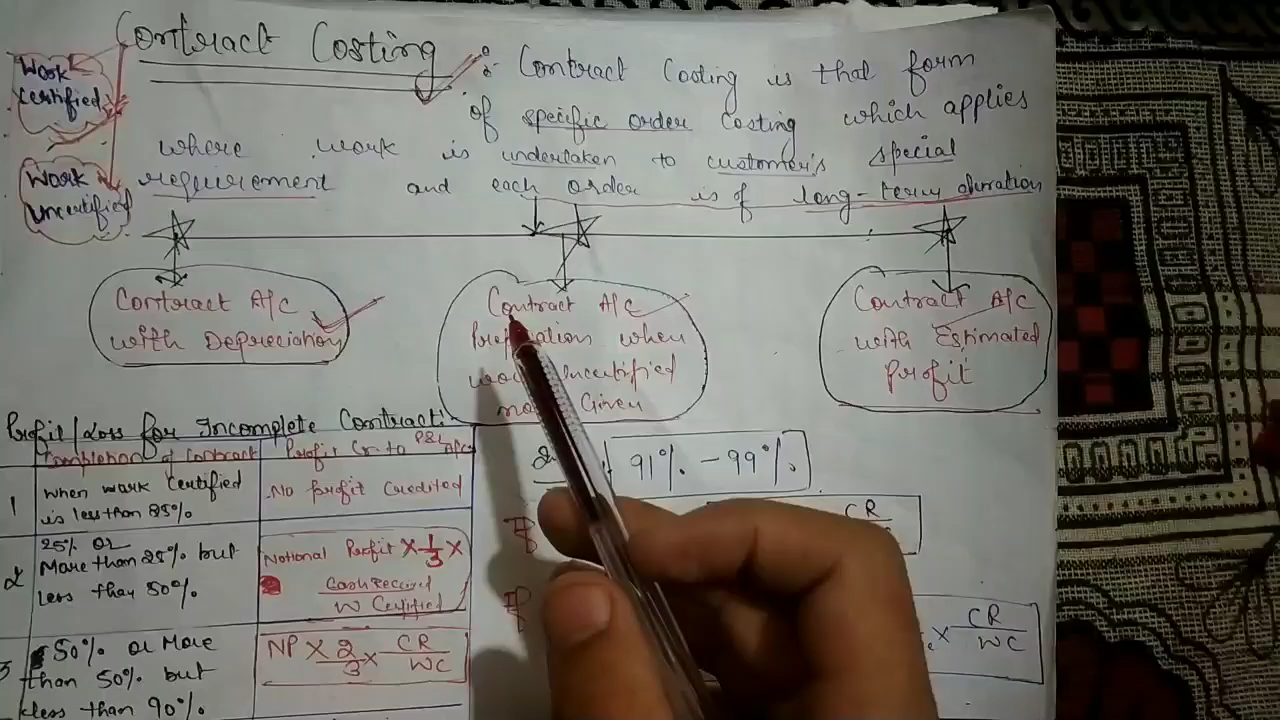 Contract Costing :- Contract Costing is that form
of specific order Costing which applies
where work is undertaken to customer's special
requirement and each order is of long-term duration
Work
Certified
Work
Uncertified
Contract A/C
with Depreciation
Contract A/C
when
Uncertified
Given
Contract A/C
with Estimated
Profit
Profit/Loss for Incomplete Contract:
Completion of Contract
Profit Cr. to P&L A/c
1
when work Certified
is less than 25%
No profit Credited
2
25% or
More than 25% but
less than 50%
Notional Profit X 1/3 X
Cash Received
W Certified
3
50% or More
than 50% but
less than 90%
NP X 2/3 X CR/WC
91% - 99%
CR
X CR/WC